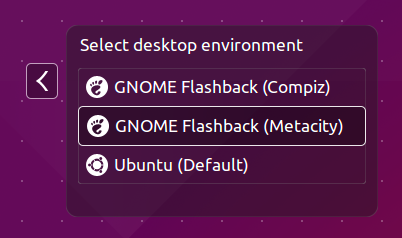 Select desktop environment
GNOME Flashback (Compiz)
GNOME Flashback (Metacity)
Ubuntu (Default)